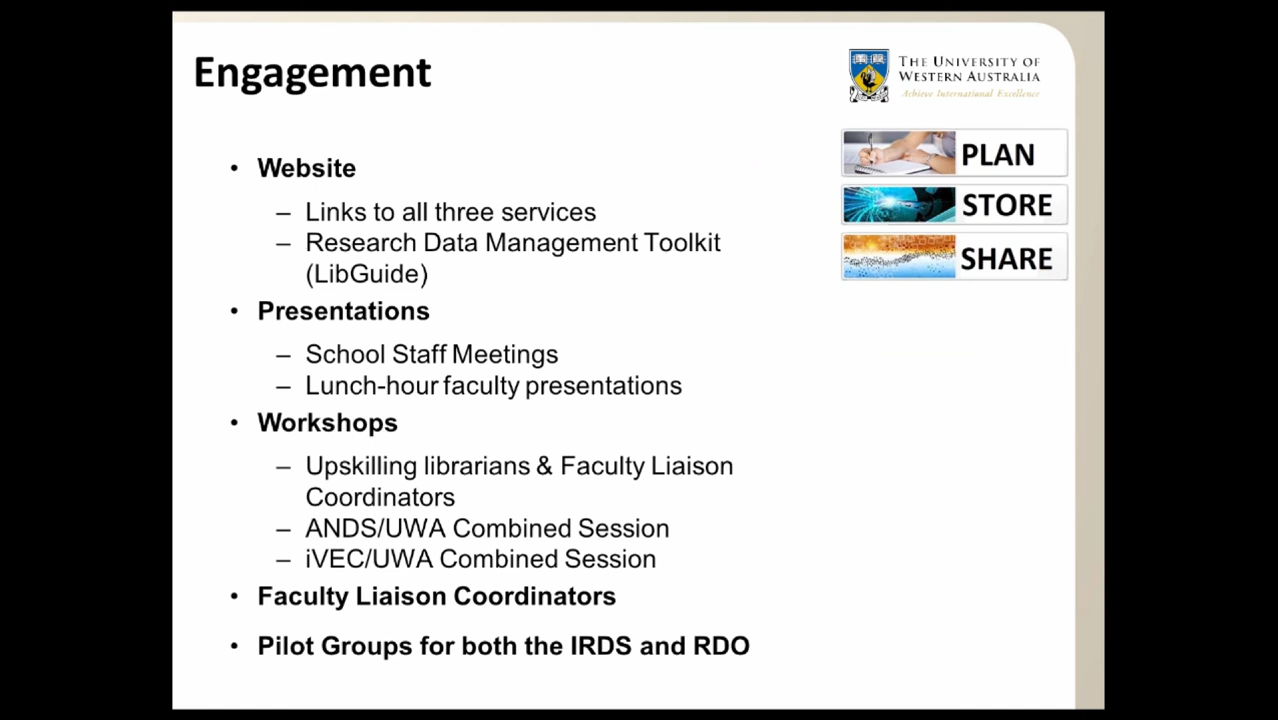 Engagement
THE UNIVERSITY OF
WESTERN AUSTRALIA
Achieve International Excellence
PLAN
STORE
SHARE
• Website
– Links to all three services
– Research Data Management Toolkit
(LibGuide)
• Presentations
– School Staff Meetings
– Lunch-hour faculty presentations
• Workshops
– Upskilling librarians & Faculty Liaison
Coordinators
– ANDS/UWA Combined Session
– iVEC/UWA Combined Session
• Faculty Liaison Coordinators
• Pilot Groups for both the IRDS and RDO